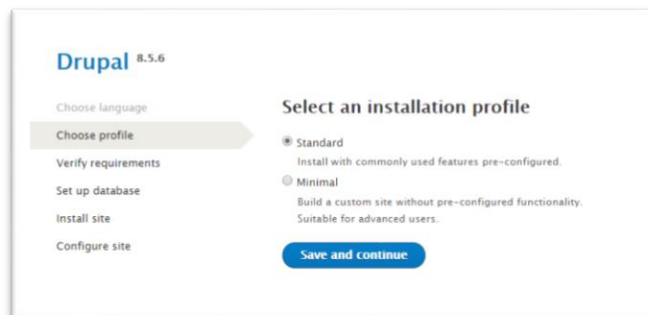 Drupal 8.5.6
Choose language
Choose profile
Verify requirements
Set up database
Install site
Configure site
Select an installation profile
Standard
Install with commonly used features pre-configured.
Minimal
Build a custom site without pre-configured functionality.
Suitable for advanced users.
Save and continue